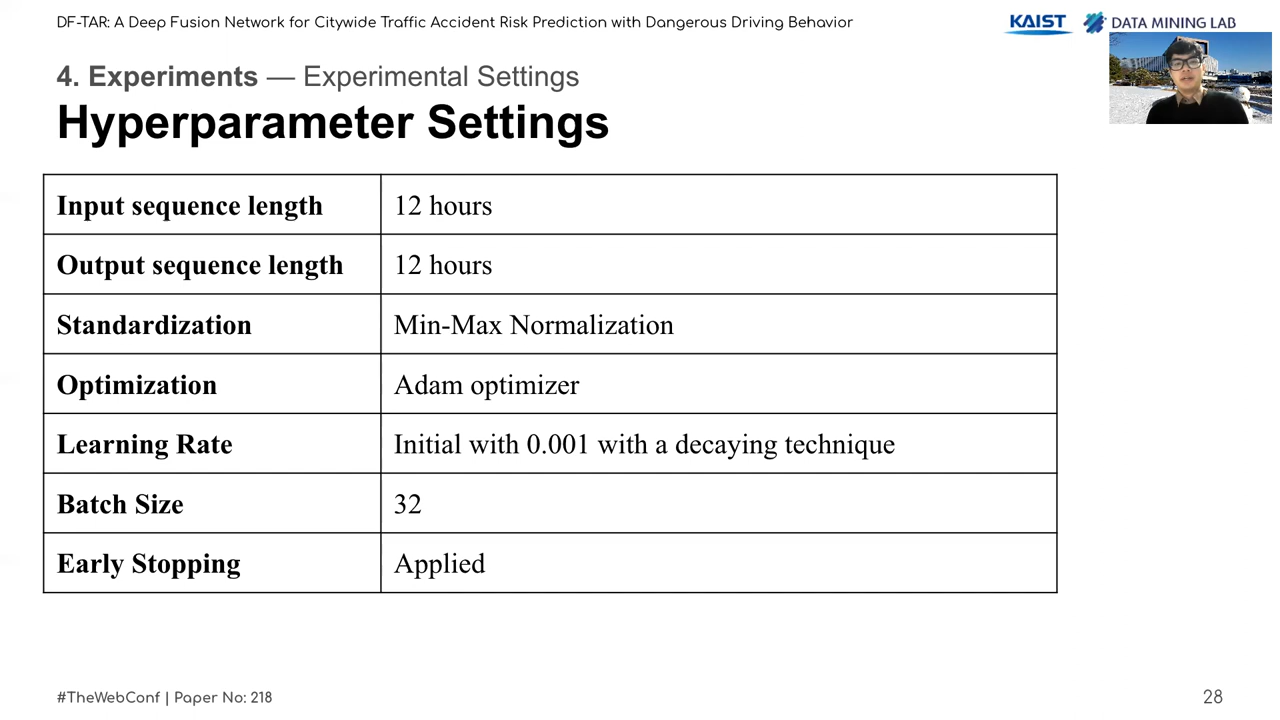 DF-TAR: A Deep Fusion Network for Citywide Traffic Accident Risk Prediction with Dangerous Driving Behavior
KAIST DATA MINING LAB
4. Experiments — Experimental Settings
Hyperparameter Settings
Input sequence length 12 hours
Output sequence length 12 hours
Standardization Min-Max Normalization
Optimization Adam optimizer
Learning Rate Initial with 0.001 with a decaying technique
Batch Size 32
Early Stopping Applied
#TheWebConf | Paper No: 218
28